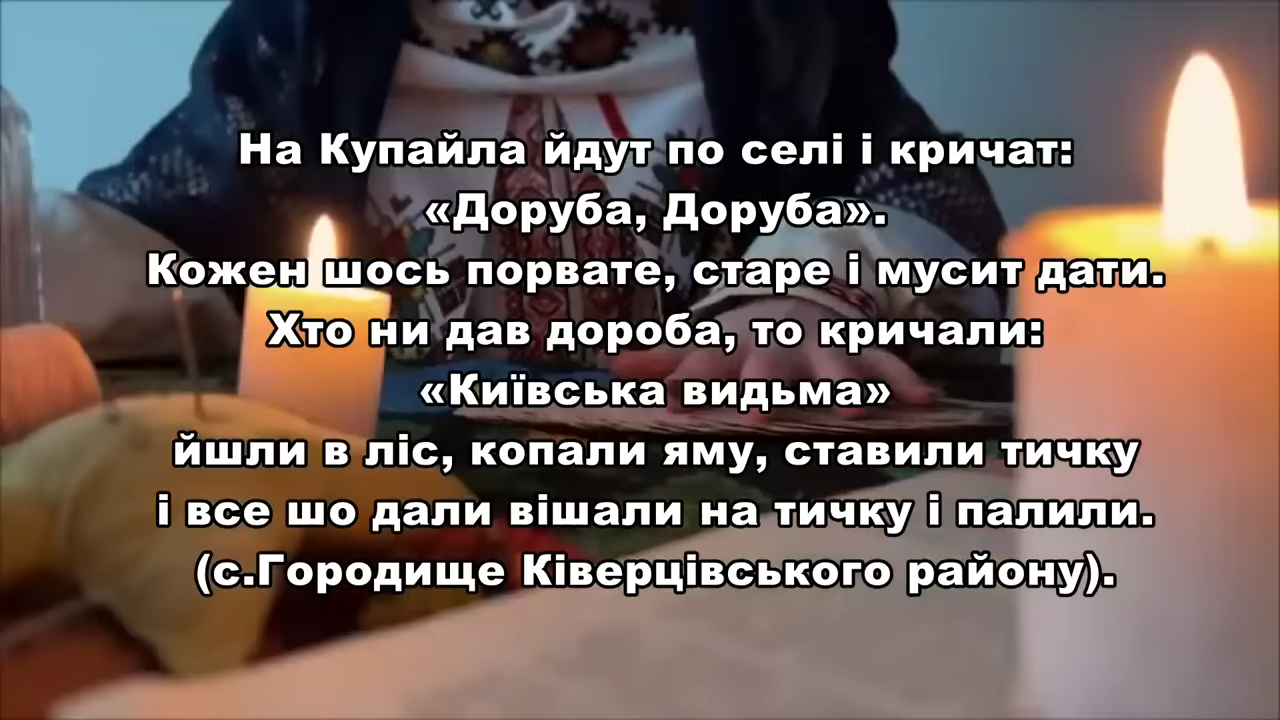 На Купайла йдут по селі і кричат:
«Доруба, Доруба».
Кожен шось порвате, старе і мусит дати.
Хто ни дав дороба, то кричали:
«Київська видьма»
йшли в ліс, копали яму, ставили тичку
і все шо дали вішали на тичку і палили.
(с.Городище Ківерцівського району).